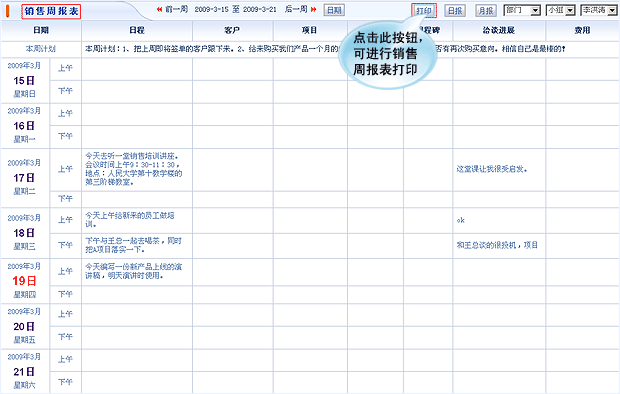 销售周报表
前一周 2009-3-15 至 2009-3-21 后一周 日期 打印 日报 月报 部门 小组 李洪涛
日期 日程 客户 项目 程碑 洽谈进展 费用
点击此按钮,
可进行销售
周报表打印
本周计划 本周计划:1、把上周即将签单的客户跟下来。2、给未购买我们产品一个月的 否有再次购买意向。相信自己是最棒的!
2009年3月
15日
星期日
上午
下午
2009年3月
16日
星期一
上午
下午
2009年3月
17日
星期二
上午
今天去听一堂销售培训讲座。
会议时间上午9:30-11:30,
地点:人民大学第十教学楼的
第三阶梯教室。
这堂课让我很受启发。
下午
2009年3月
18日
星期三
上午
今天上午给新来的员工做培
训。
ok
下午
下午与王总一起去喝茶,同时
把A项目落实一下。
和王总谈的很投机,项目
2009年3月
19日
星期四
上午
今天编写一份新产品上线的演
讲稿,明天演讲时使用。
下午
2009年3月
20日
星期五
上午
下午
2009年3月
21日
星期六
上午
下午